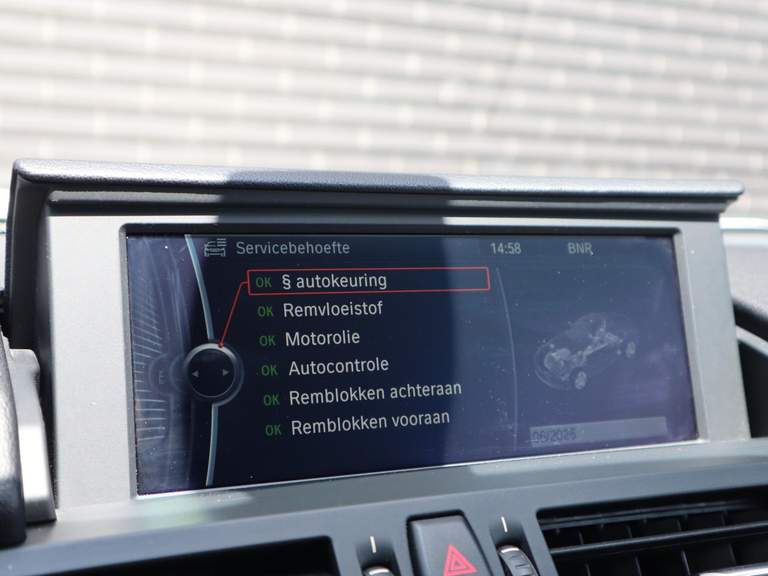 Servicebehoefte 14:58 BNR
OK § autokeuring
OK Remvloeistof
OK Motorolie
OK Autocontrole
OK Remblokken achteraan
OK Remblokken vooraan